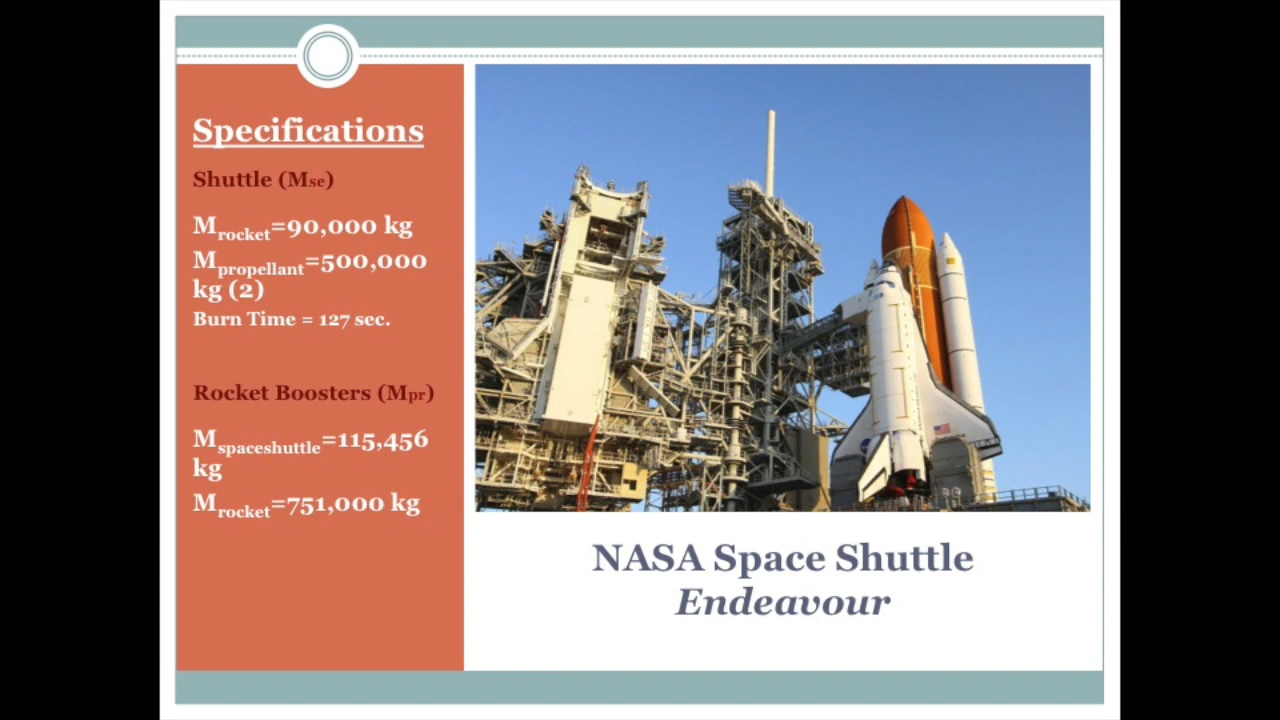 Specifications
Shuttle (Mse)
Mrocket=90,000 kg
Mpropellant=500,000
kg (2)
Burn Time = 127 sec.
Rocket Boosters (Mpr)
Mspaceshuttle=115,456
kg
Mrocket=751,000 kg
NASA Space Shuttle
Endeavour